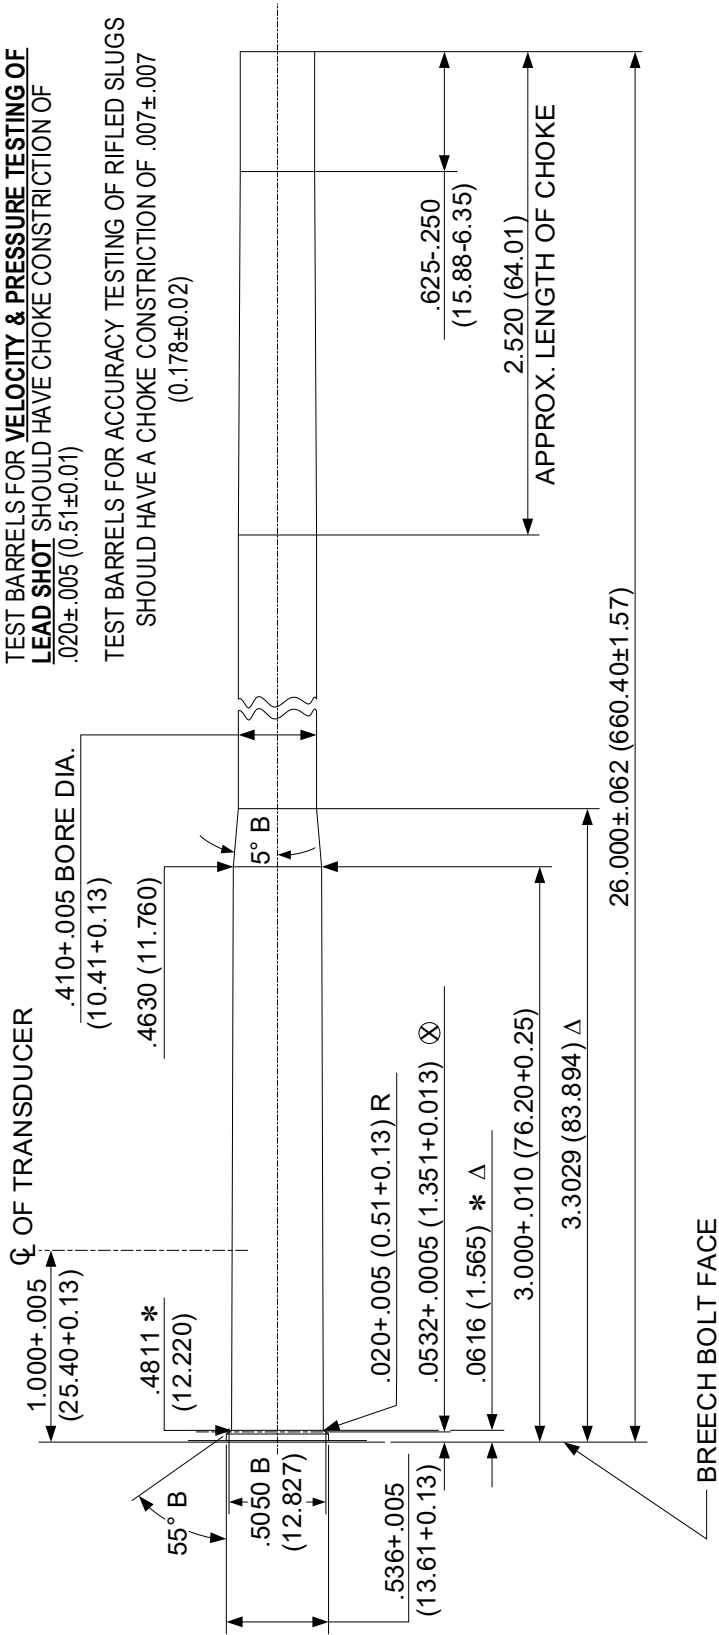 TEST BARRELS FOR VELOCITY & PRESSURE TESTING OF
LEAD SHOT SHOULD HAVE CHOKE CONSTRICTION OF
.020±.005 (0.51±0.01)
TEST BARRELS FOR ACCURACY TESTING OF RIFLED SLUGS
SHOULD HAVE A CHOKE CONSTRICTION OF .007±.007
(0.178±0.02)
℄ OF TRANSDUCER
1.000+.005
(25.40+0.13)
.410+.005 BORE DIA.
(10.41+0.13)
.4811 *
(12.220)
.4630 (11.760)
55° B
5° B
.5050 B
(12.827)
.536+.005
(13.61+0.13)
.020+.005 (0.51+0.13) R
.0532+.0005 (1.351+0.013) ⊗
.0616 (1.565) * Δ
3.000+.010 (76.20+0.25)
3.3029 (83.894) Δ
26.000±.062 (660.40±1.57)
.625-.250
(15.88-6.35)
2.520 (64.01)
APPROX. LENGTH OF CHOKE
BREECH BOLT FACE